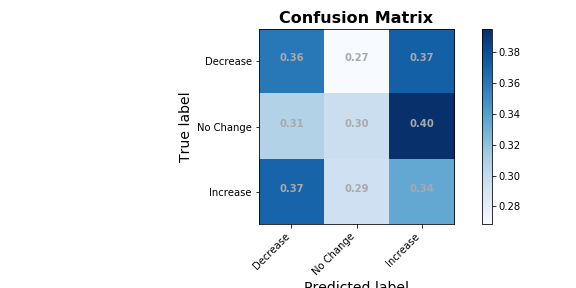 Confusion Matrix
True label
Decrease 0.36 0.27 0.37
No Change 0.31 0.30 0.40
Increase 0.37 0.29 0.34
Decrease No Change Increase
Predicted label
0.38
0.36
0.34
0.32
0.30
0.28